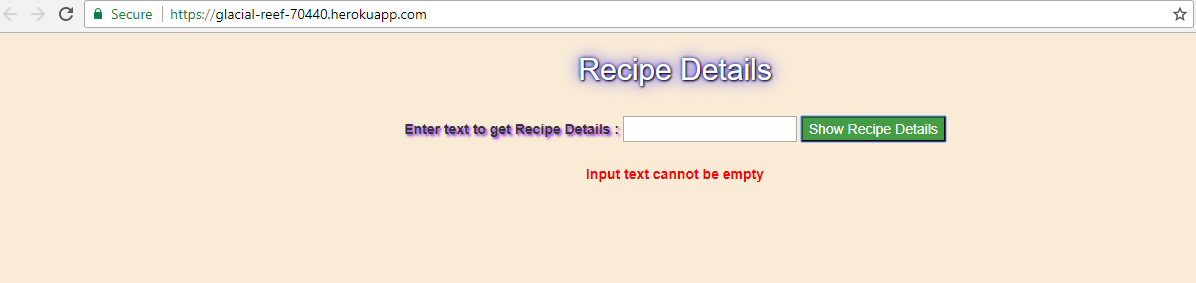 Secure https://glacial-reef-70440.herokuapp.com
Recipe Details
Enter text to get Recipe Details : Show Recipe Details
Input text cannot be empty